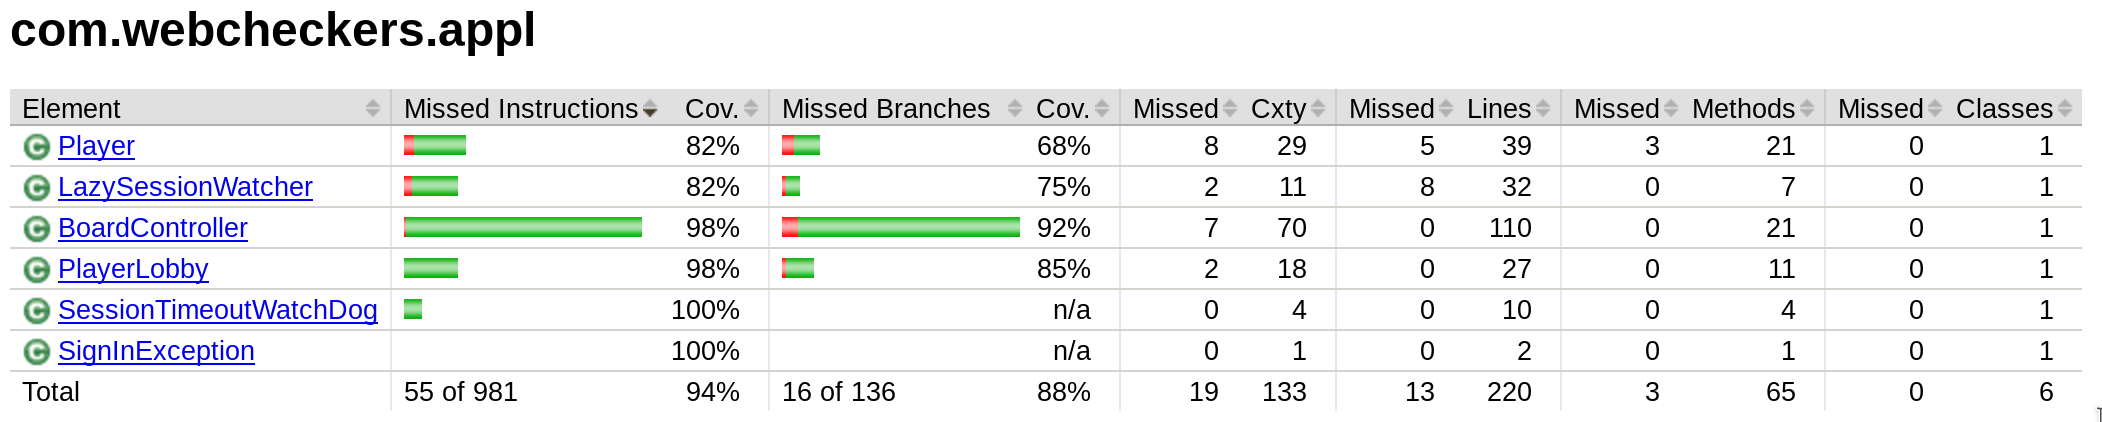 com.webcheckers.appl
Element Missed Instructions Cov. Missed Branches Cov. Missed Cxty Missed Lines Missed Methods Missed Classes
C Player 82% 68% 8 29 5 39 3 21 0 1
C LazySessionWatcher 82% 75% 2 11 8 32 0 7 0 1
C BoardController 98% 92% 7 70 0 110 0 21 0 1
C PlayerLobby 98% 85% 2 18 0 27 0 11 0 1
C SessionTimeoutWatchDog 100% n/a 0 4 0 10 0 4 0 1
C SignInException 100% n/a 0 1 0 2 0 1 0 1
Total 55 of 981 94% 16 of 136 88% 19 133 13 220 3 65 0 6